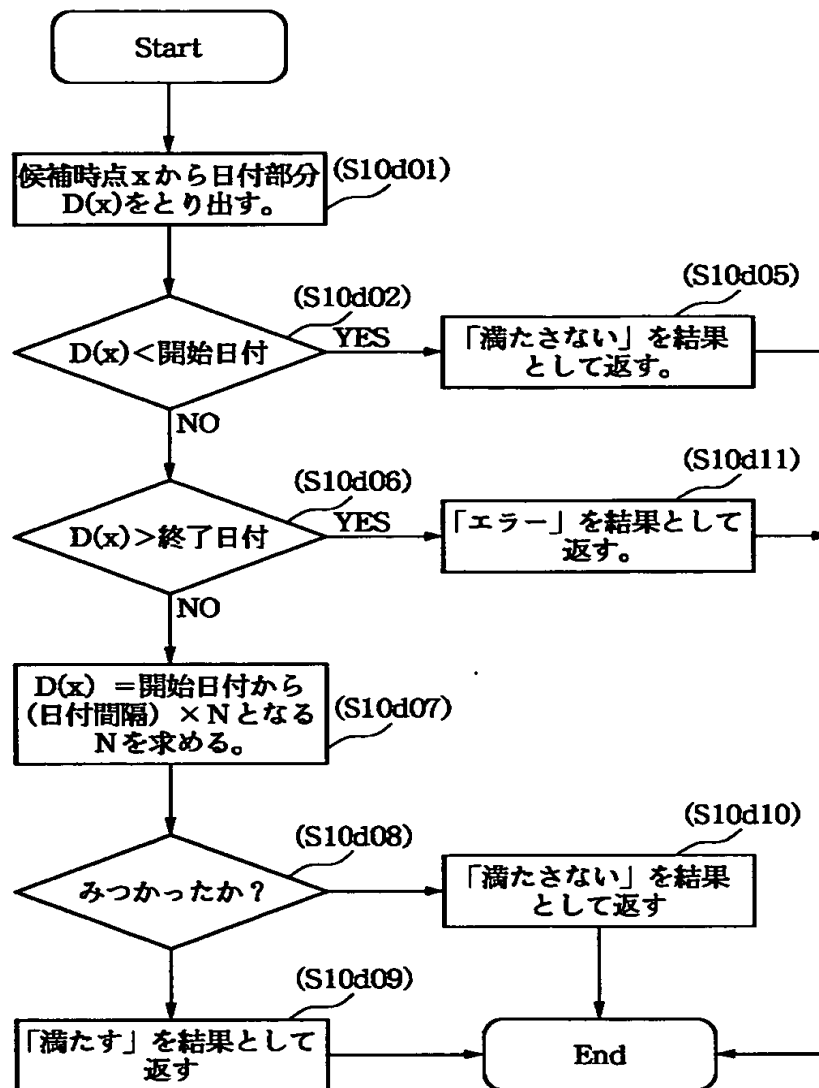 Start
候補時点xから日付部分
D(x)をとり出す。
(S10d01)
D(x)<開始日付
(S10d02)
YES
NO
「満たさない」を結果
として返す。
(S10d05)
D(x)>終了日付
(S10d06)
YES
NO
「エラー」を結果として
返す。
(S10d11)
D(x) =開始日付から
(日付間隔) ×Nとなる
Nを求める。
(S10d07)
みつかったか?
(S10d08)
「満たさない」を結果
として返す
(S10d10)
「満たす」を結果として
返す
(S10d09)
End